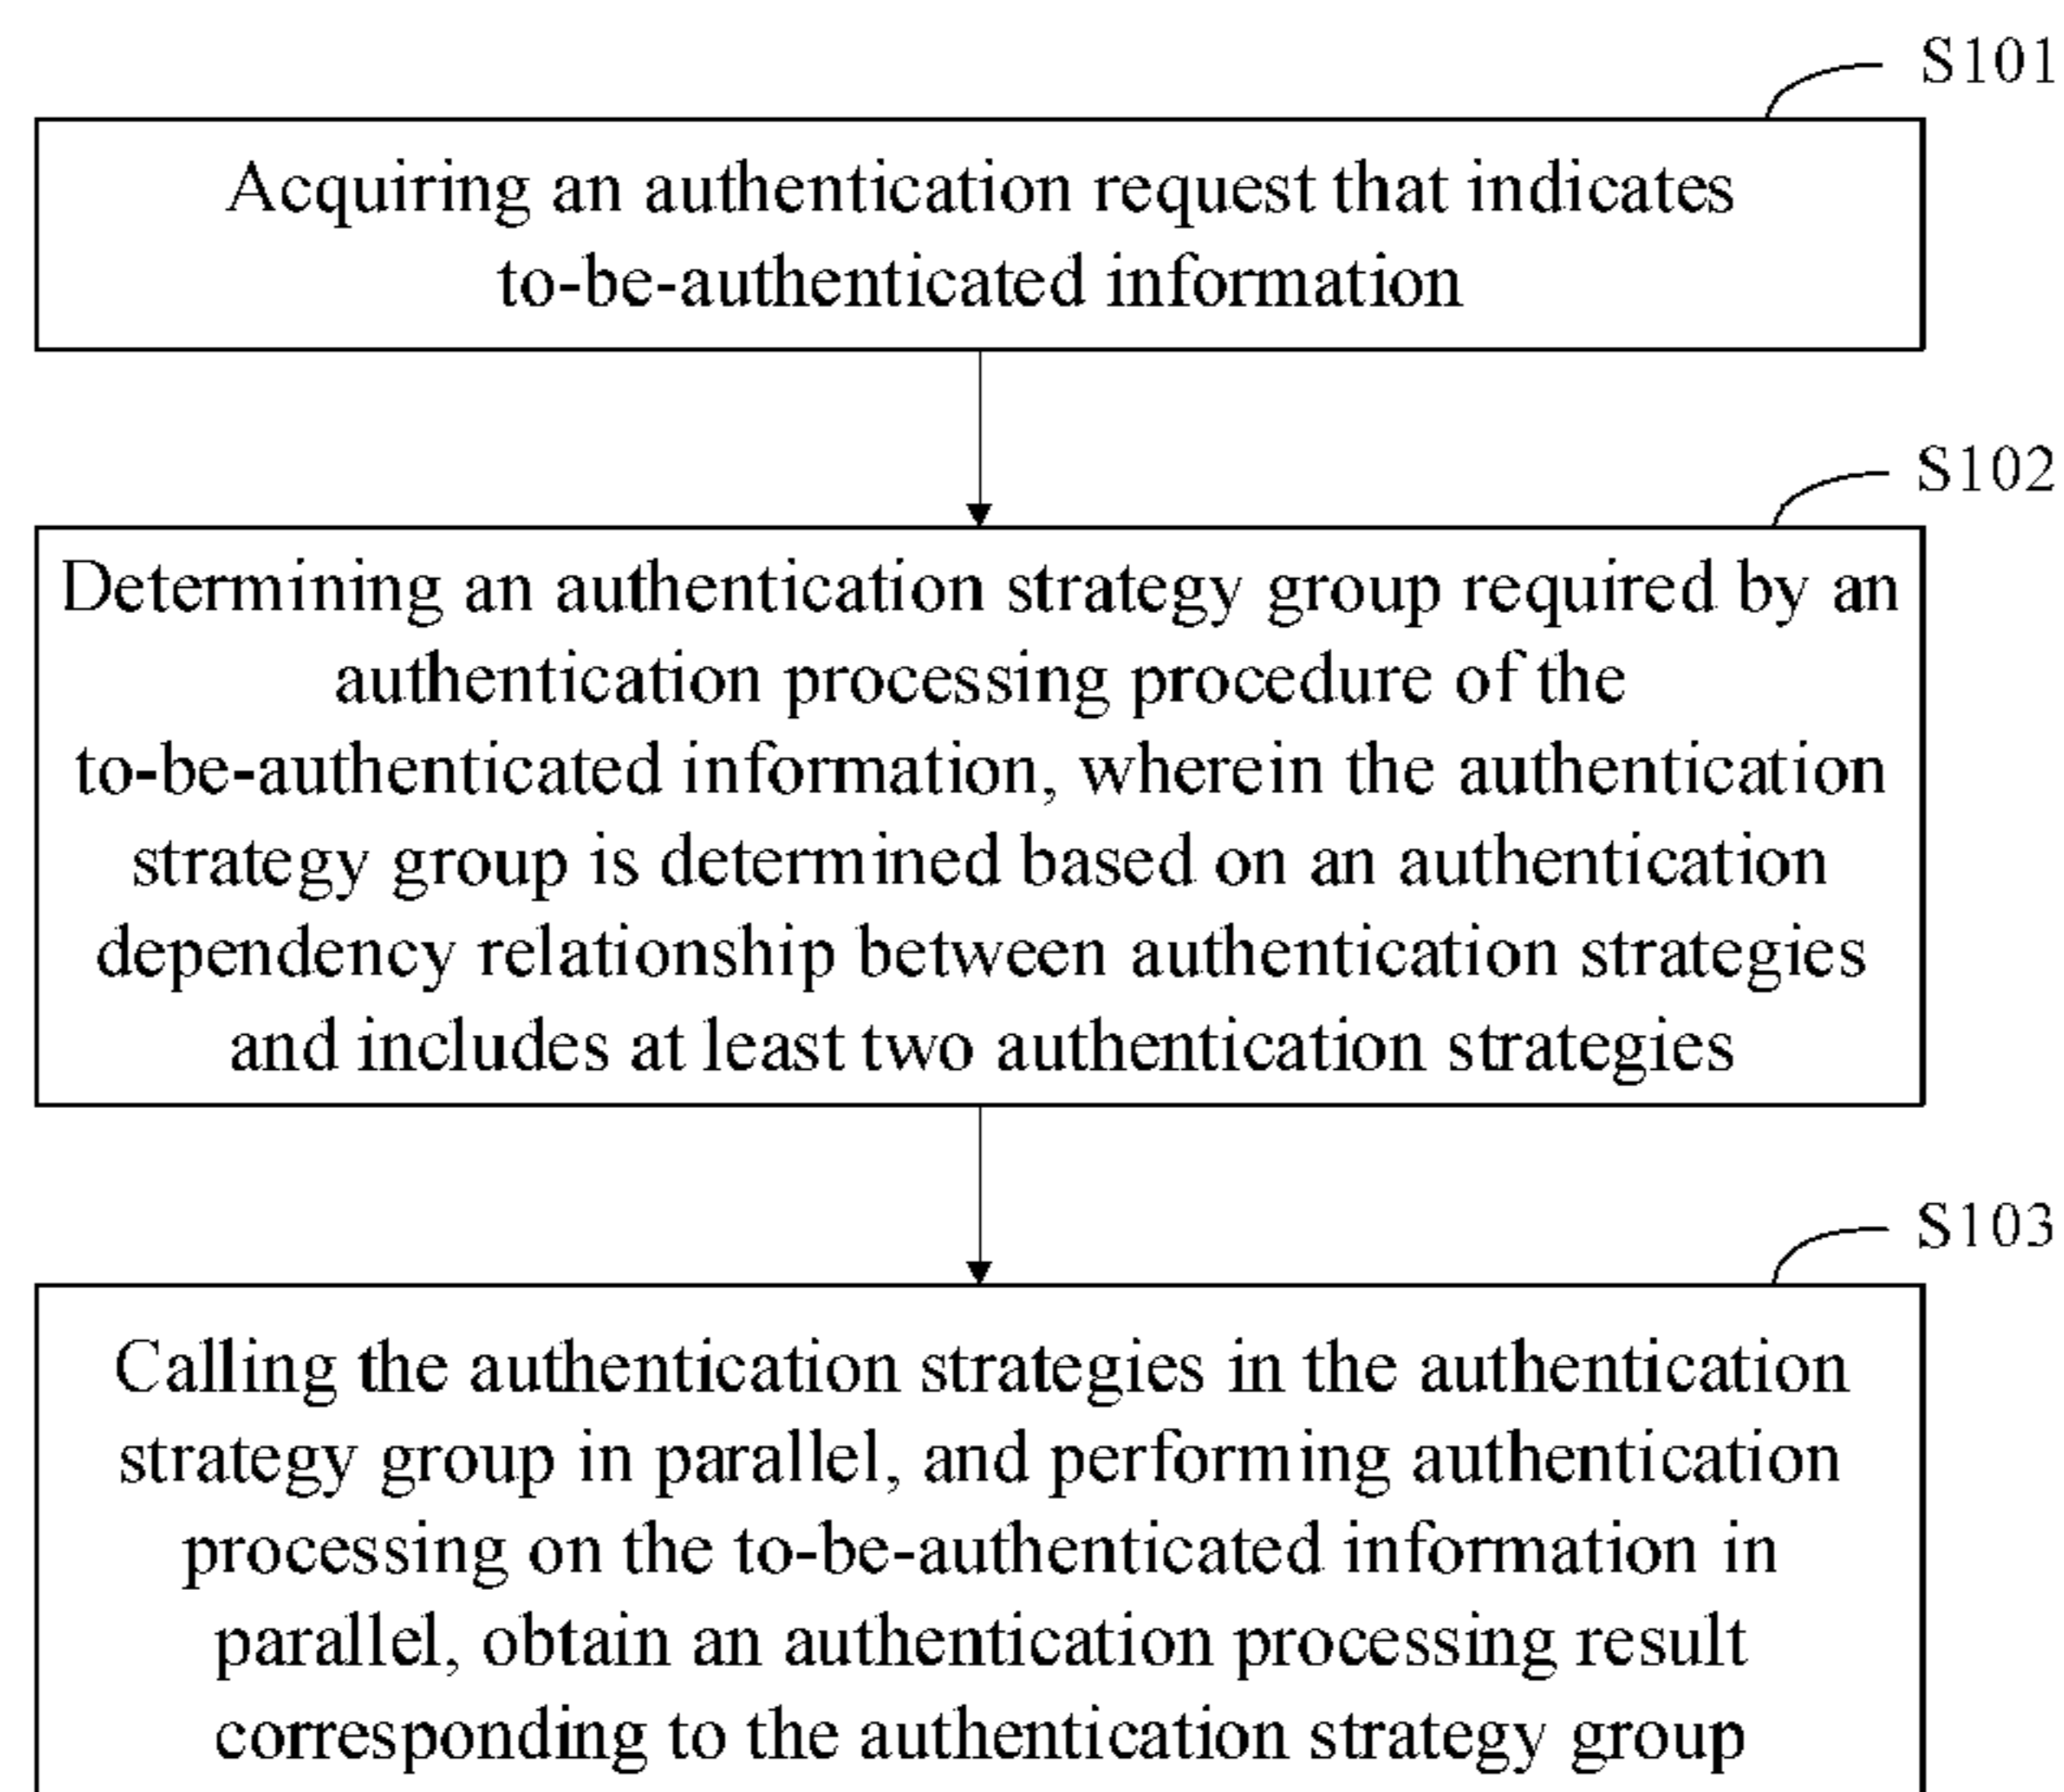 S101
Acquiring an authentication request that indicates
to-be-authenticated information
S102
Determining an authentication strategy group required by an
authentication processing procedure of the
to-be-authenticated information, wherein the authentication
strategy group is determined based on an authentication
dependency relationship between authentication strategies
and includes at least two authentication strategies
S103
Calling the authentication strategies in the authentication
strategy group in parallel, and performing authentication
processing on the to-be-authenticated information in
parallel, obtain an authentication processing result
corresponding to the authentication strategy group